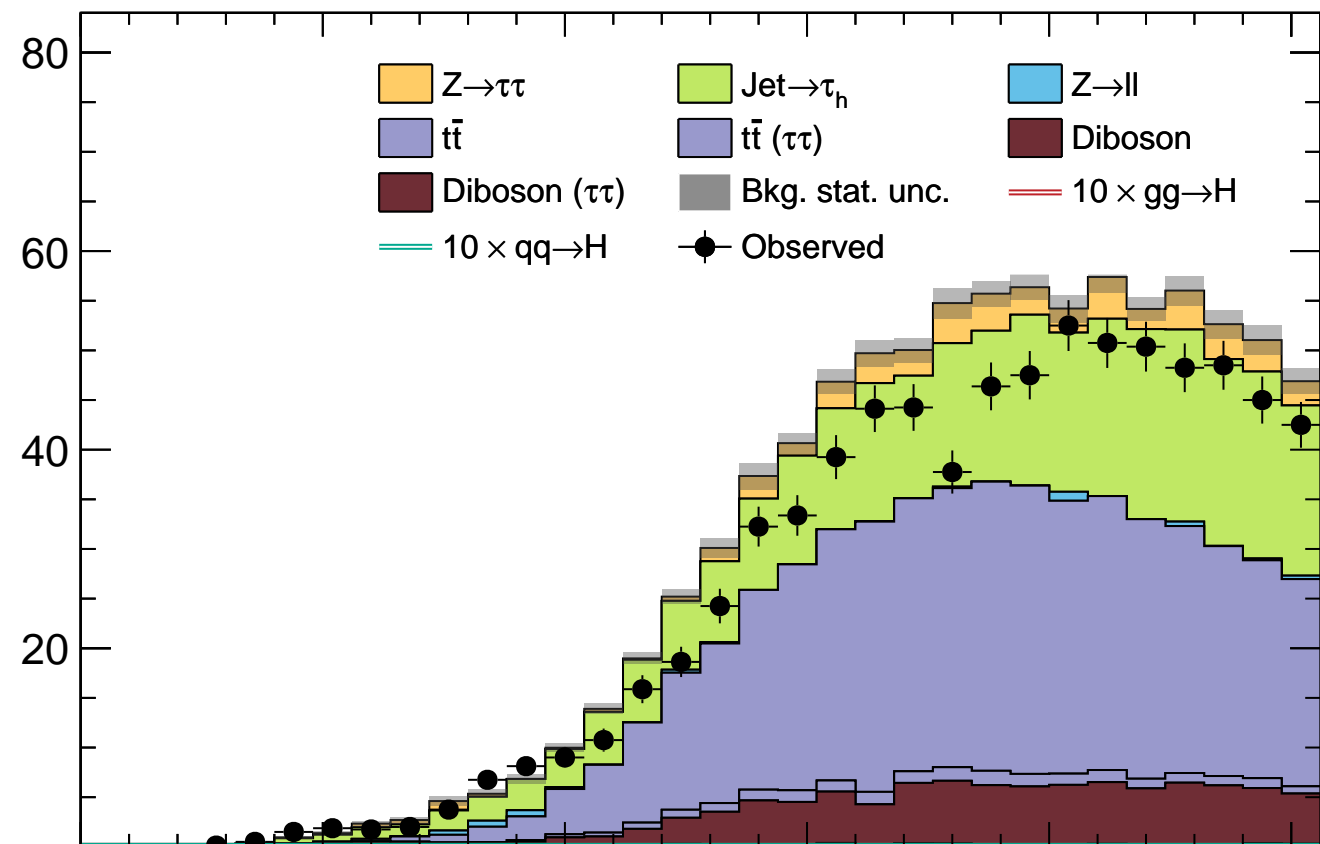 80
Z→ττ Jet→τh Z→ll
tt̄ tt̄ (ττ) Diboson
Diboson (ττ) Bkg. stat. unc. 10 × gg→H
10 × qq→H Observed
60
40
20